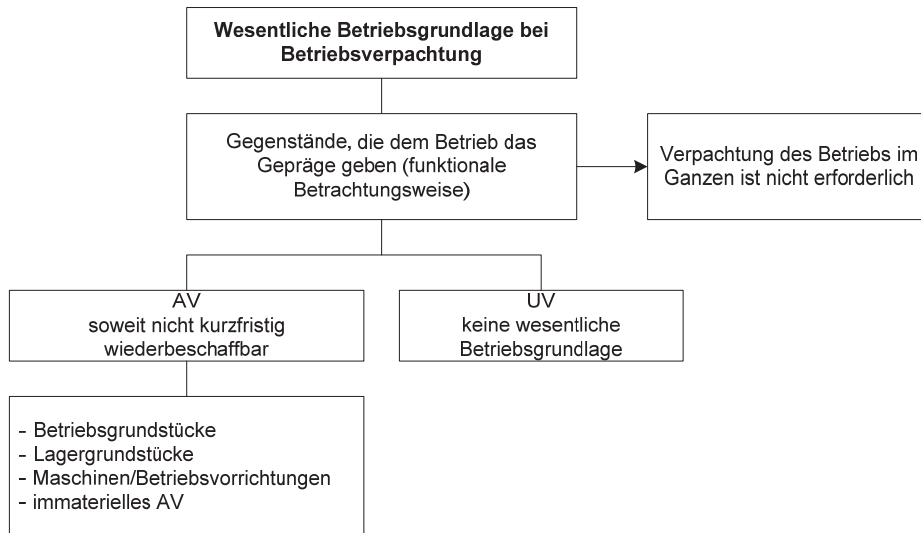 Wesentliche Betriebsgrundlage bei
Betriebsverpachtung
Gegenstände, die dem Betrieb das
Gepräge geben (funktionale
Betrachtungsweise)
Verpachtung des Betriebs im
Ganzen ist nicht erforderlich
AV
soweit nicht kurzfristig
wiederbeschaffbar
UV
keine wesentliche
Betriebsgrundlage
- Betriebsgrundstücke
- Lagergrundstücke
- Maschinen/Betriebsvorrichtungen
- immaterielles AV